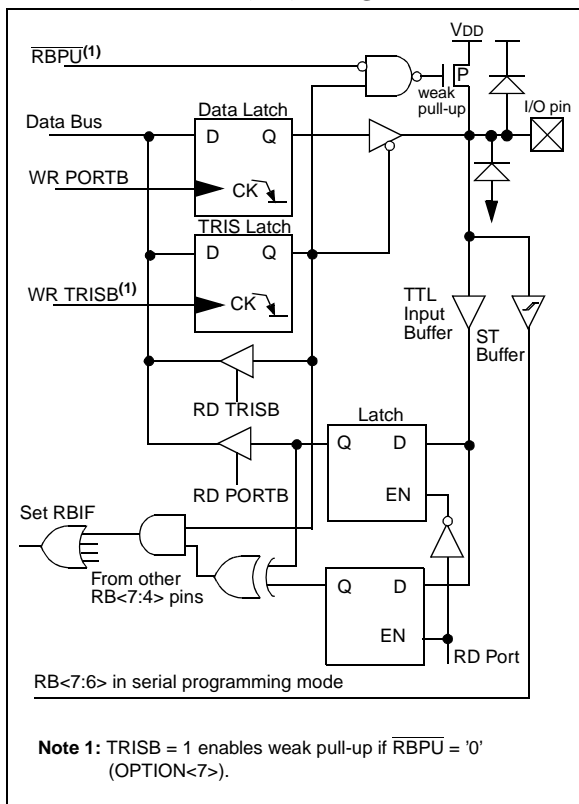 VDD
RBPU(1)
P
weak
pull-up
I/O pin
Data Latch
Data Bus
D Q
WR PORTB
CK
TRIS Latch
D Q
WR TRISB(1)
CK
TTL
Input
Buffer
ST
Buffer
RD TRISB
Latch
Q D
RD PORTB
EN
Set RBIF
From other
RB<7:4> pins
Q D
EN
RD Port
RB<7:6> in serial programming mode
Note 1: TRISB = 1 enables weak pull-up if RBPU = '0'
(OPTION<7>).